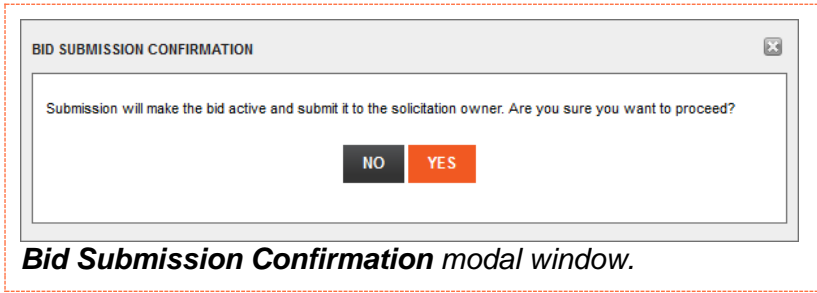 BID SUBMISSION CONFIRMATION
Submission will make the bid active and submit it to the solicitation owner. Are you sure you want to proceed?
NO YES
Bid Submission Confirmation modal window.